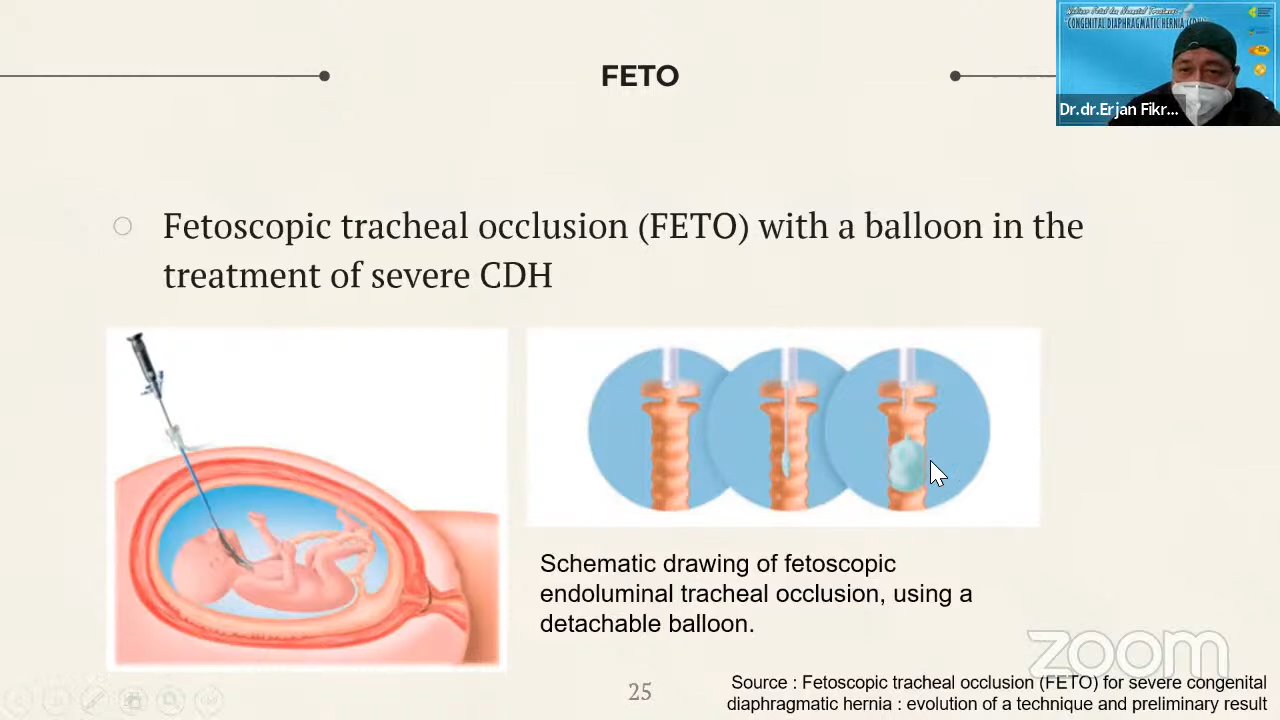 CONGENITAL DIAPHRAGMATIC HERNIA
Dr.dr.Erjan Fikr...
FETO
Fetoscopic tracheal occlusion (FETO) with a balloon in the
treatment of severe CDH
Schematic drawing of fetoscopic
endoluminal tracheal occlusion, using a
detachable balloon.
zoom
25
Source : Fetoscopic tracheal occlusion (FETO) for severe congenital
diaphragmatic hernia : evolution of a technique and preliminary result